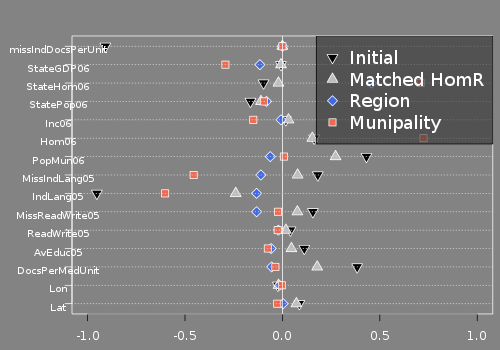 missIndDocsPerUnit
StateGDP06
StateHom06
StatePop06
Inc06
Hom06
PopMun06
MissIndLang05
IndLang05
MissReadWrite05
ReadWrite05
AvEduc05
DocsPerMedUnit
Lon
Lat
Initial
Matched HomR
Region
Munipality
-1.0 -0.5 0.0 0.5 1.0